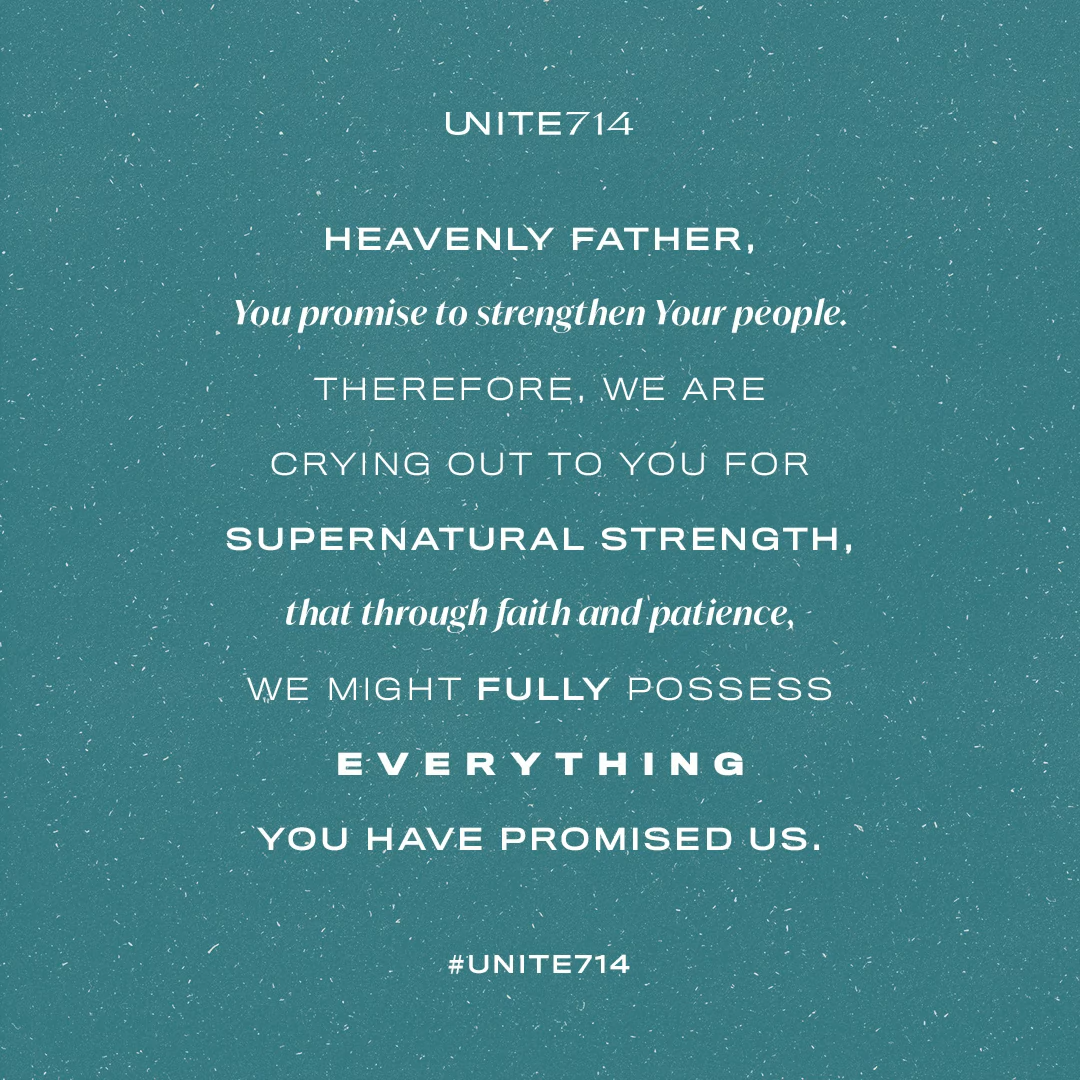 UNITE714
HEAVENLY FATHER,
You promise to strengthen Your people.
THEREFORE, WE ARE
CRYING OUT TO YOU FOR
SUPERNATURAL STRENGTH,
that through faith and patience,
WE MIGHT FULLY POSSESS
EVERYTHING
YOU HAVE PROMISED US.
#UNITE714